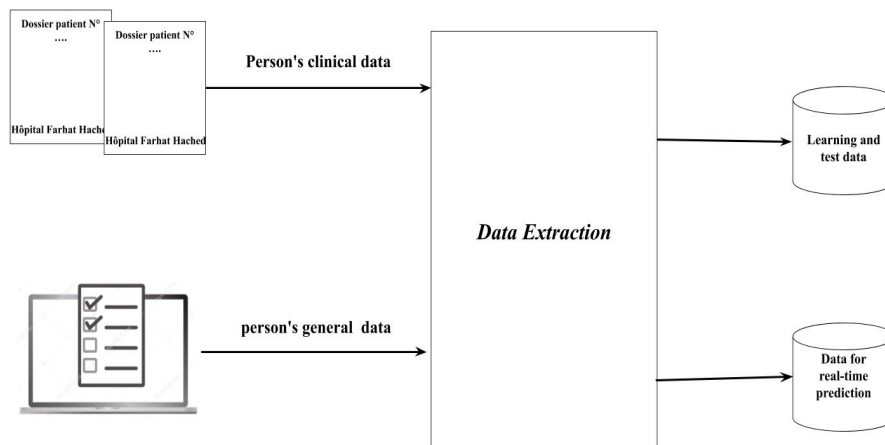 Dossier patient N°
....
Dossier patient N°
....
Hôpital Farhat Hached
Hôpital Farhat Hached
Person's clinical data
Data Extraction
Learning and
test data
person's general data
Data for
real-time
prediction